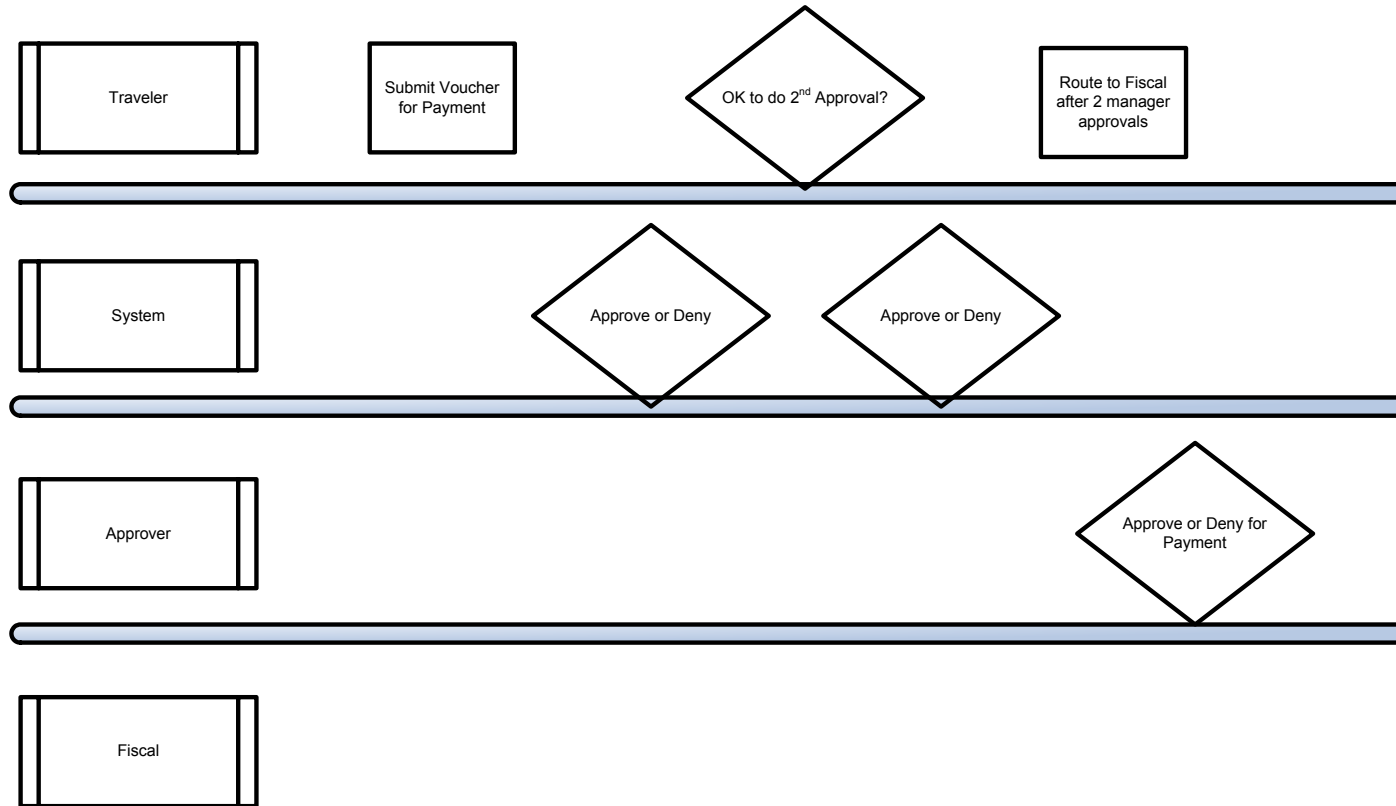 Traveler
Submit Voucher
for Payment
OK to do 2nd Approval?
Route to Fiscal
after 2 manager
approvals
System
Approve or Deny
Approve or Deny
Approver
Approve or Deny for
Payment
Fiscal